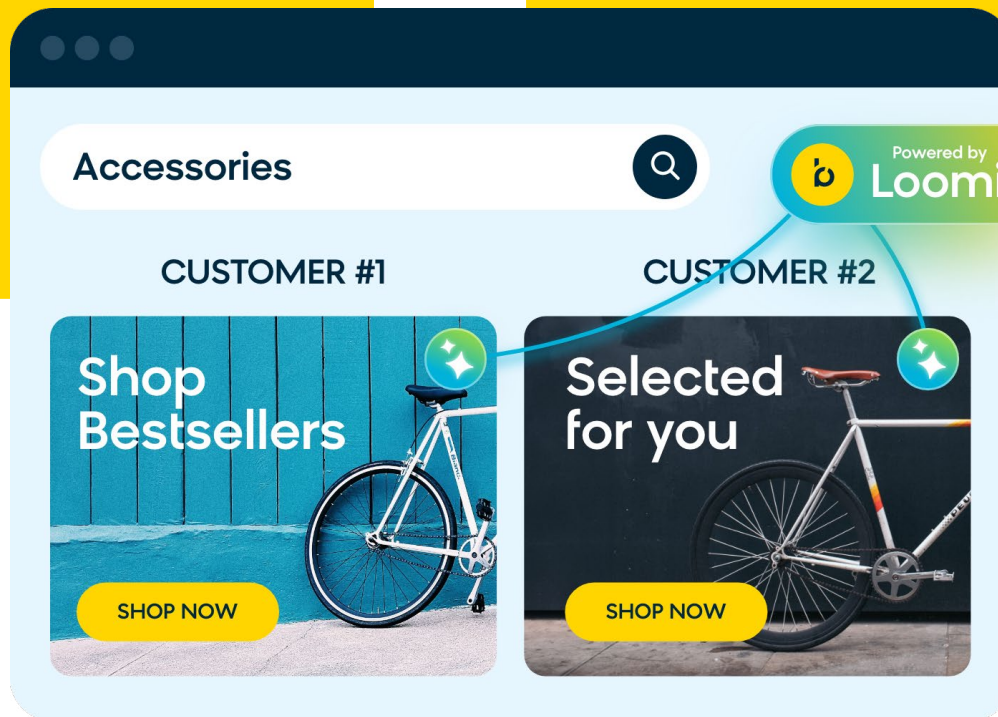 Accessories
Powered by
Loomi
CUSTOMER #1
CUSTOMER #2
Shop
Bestsellers
SHOP NOW
Selected
for you
SHOP NOW